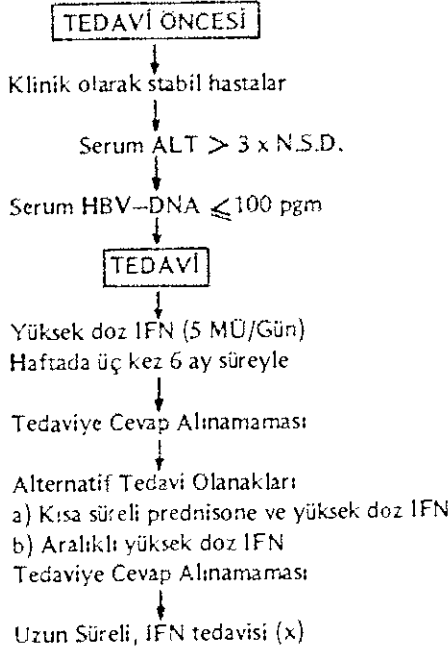 TEDAVİ ÖNCESİ
Klinik olarak stabil hastalar
Serum ALT > 3 x N.S.D.
Serum HBV–DNA ⩽ 100 pgm
TEDAVİ
Yüksek doz IFN (5 MÜ/Gün)
Haftada üç kez 6 ay süreyle
Tedaviye Cevap Alınamaması
Alternatif Tedavi Olanakları
a) Kısa süreli prednisone ve yüksek doz IFN
b) Aralıklı yüksek doz IFN
Tedaviye Cevap Alınamaması
Uzun Süreli, IFN tedavisi (x)